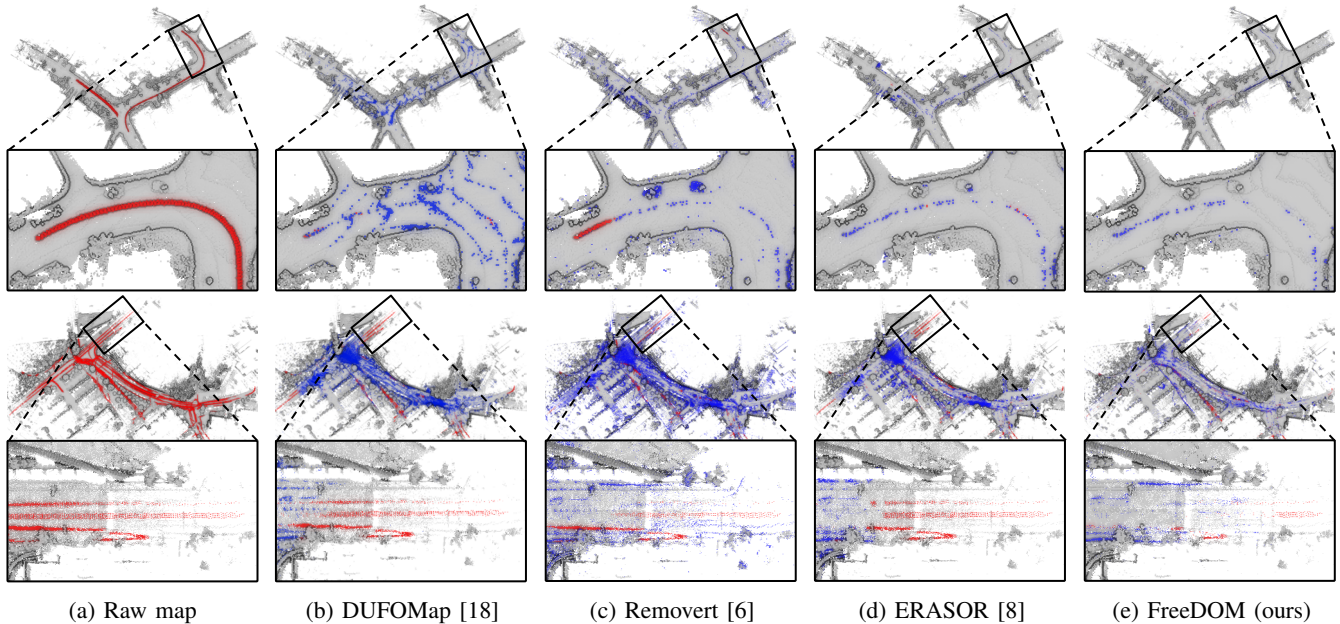 (a) Raw map
(b) DUFOMap [18]
(c) Removert [6]
(d) ERASOR [8]
(e) FreeDOM (ours)